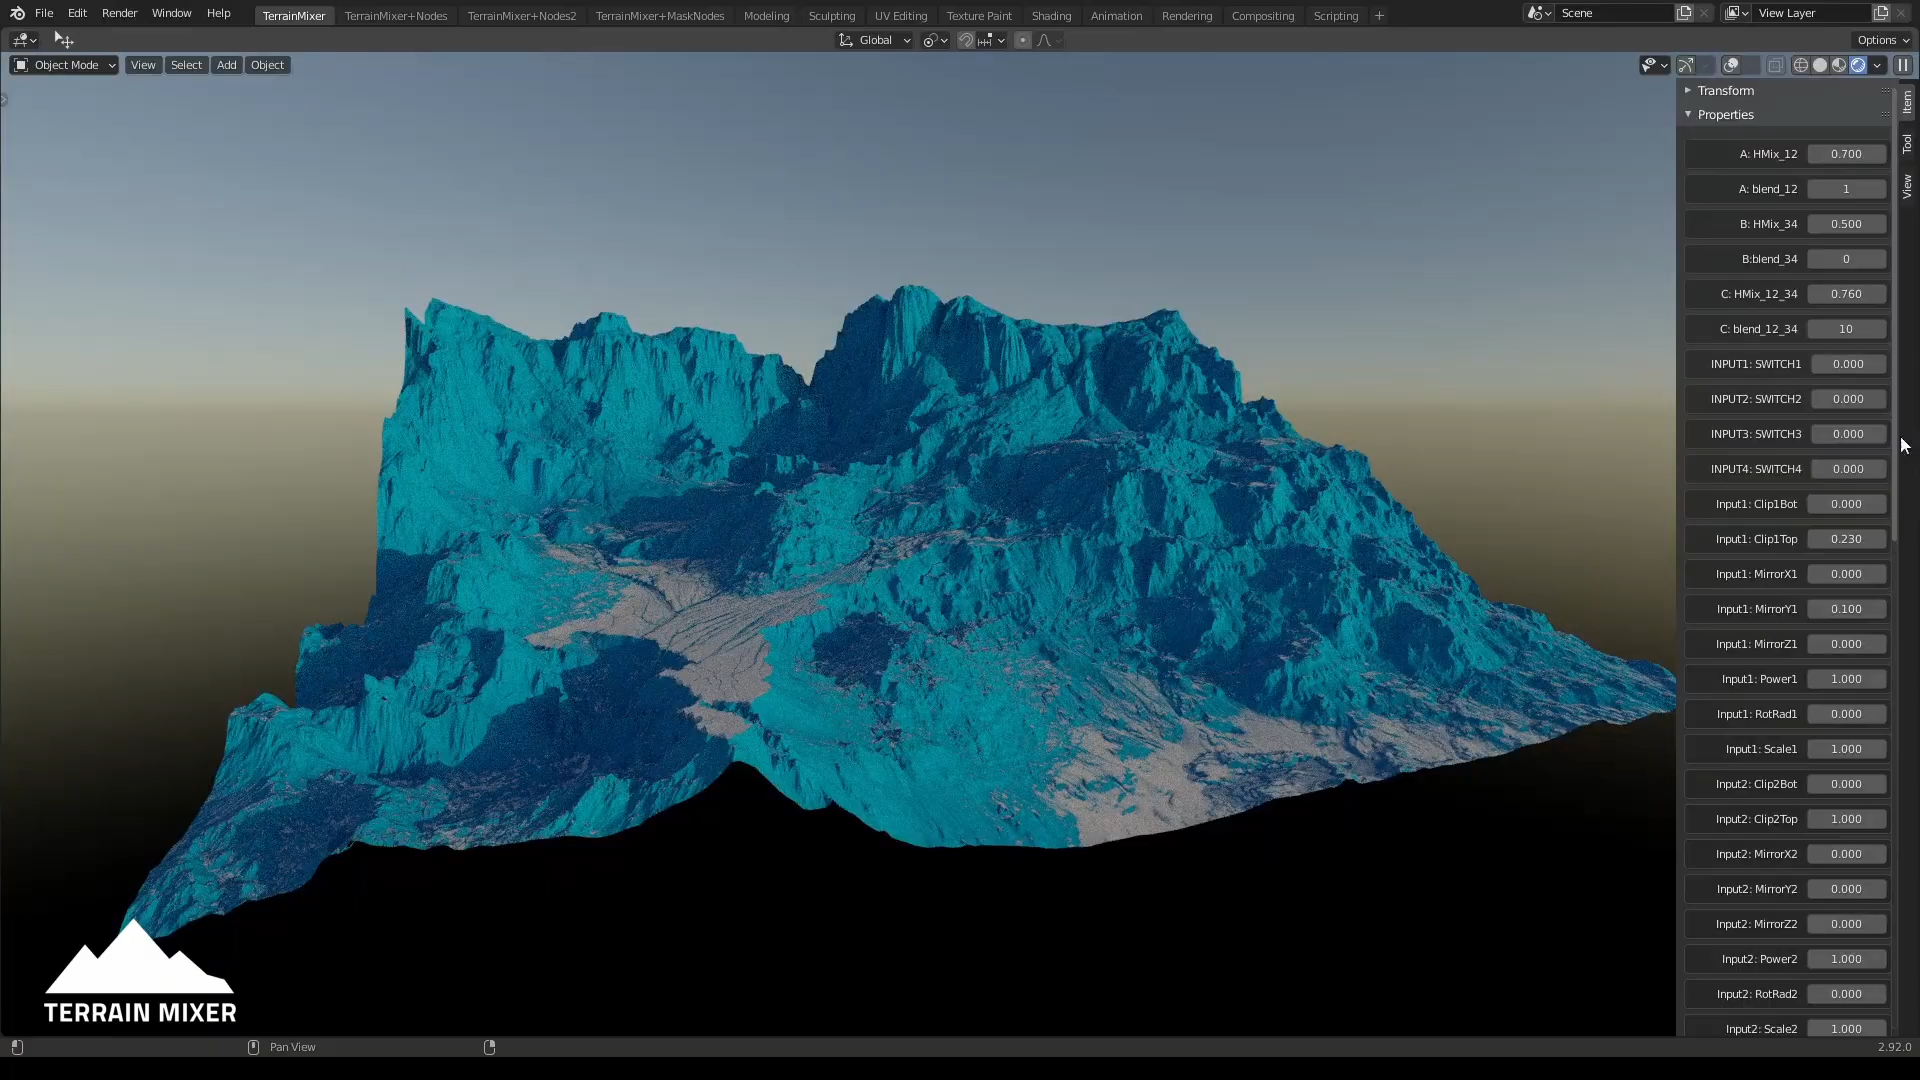 File Edit Render Window Help TerrainMixer TerrainMixer+Nodes TerrainMixer+Nodes2 TerrainMixer+MaskNodes Modeling Sculpting UV Editing Texture Paint Shading Animation Rendering Compositing Scripting + Scene View Layer
Global Options
Object Mode View Select Add Object
Transform
Properties
Item
Tool
View
A: HMix_12 0.700
A: blend_12 1
B: HMix_34 0.500
B:blend_34 0
C: HMix_12_34 0.760
C: blend_12_34 10
INPUT1: SWITCH1 0.000
INPUT2: SWITCH2 0.000
INPUT3: SWITCH3 0.000
INPUT4: SWITCH4 0.000
Input1: Clip1Bot 0.000
Input1: Clip1Top 0.230
Input1: MirrorX1 0.000
Input1: MirrorY1 0.100
Input1: MirrorZ1 0.000
Input1: Power1 1.000
Input1: RotRad1 0.000
Input1: Scale1 1.000
Input2: Clip2Bot 0.000
Input2: Clip2Top 1.000
Input2: MirrorX2 0.000
Input2: MirrorY2 0.000
Input2: MirrorZ2 0.000
Input2: Power2 1.000
Input2: RotRad2 0.000
Input2: Scale2 1.000
TERRAIN MIXER
Pan View 2.92.0